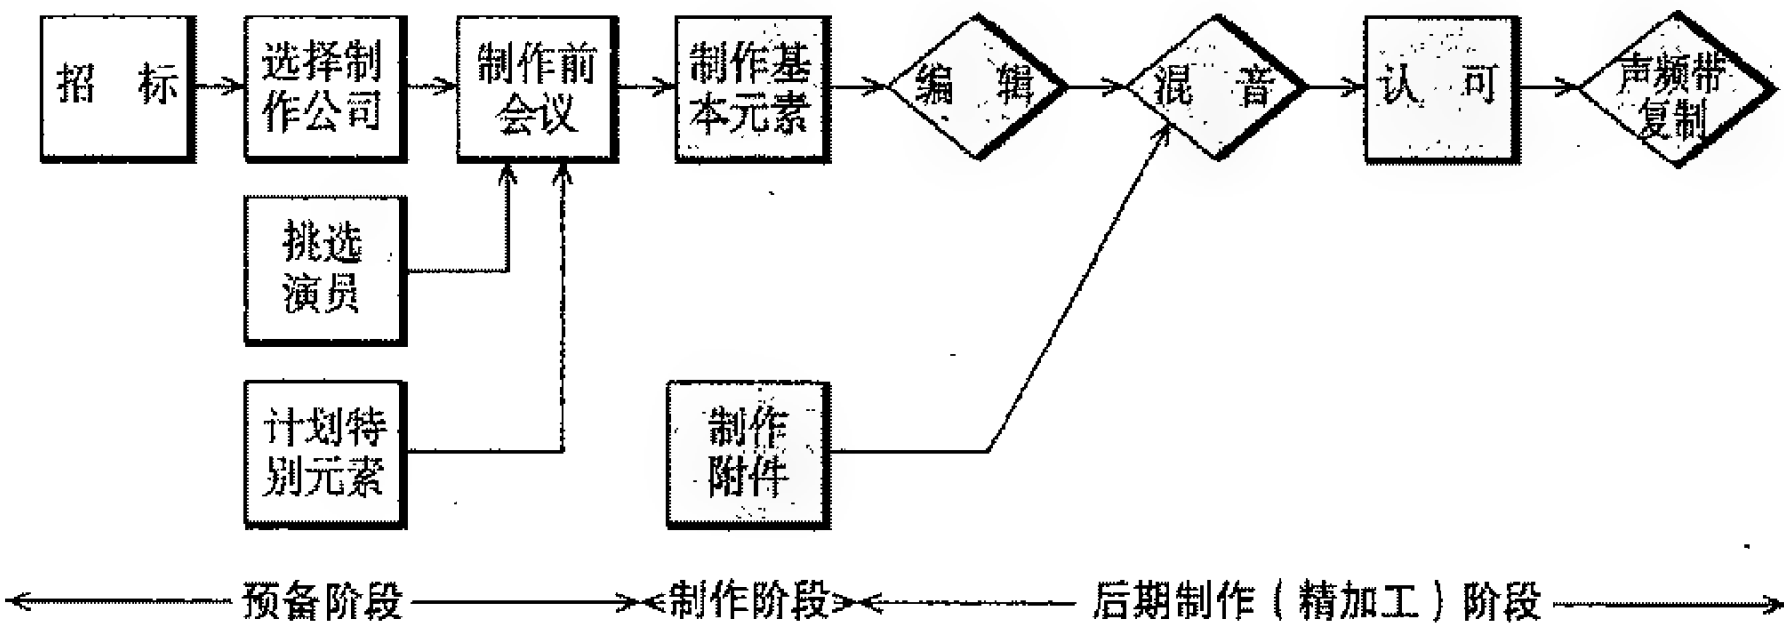 招 标
选择制
作公司
制作前
会议
制作基
本元素
编 辑
混 音
认 可
声频带
复制
挑选
演员
计划特
别元素
制作
附件
预备阶段
制作阶段
后期制作(精加工)阶段